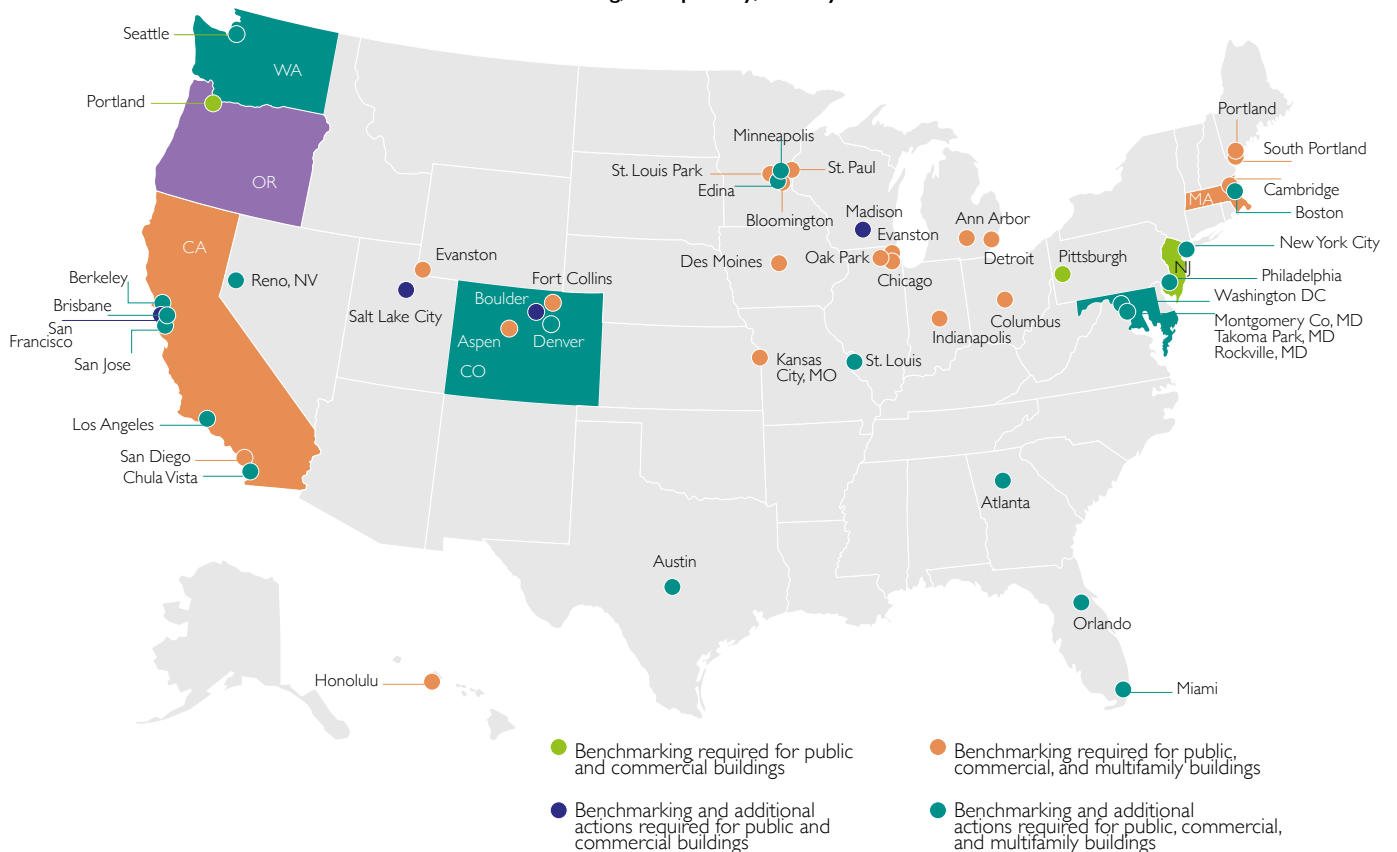 Seattle
WA
Portland
OR
CA
Berkeley
Brisbane
San
Francisco
San Jose
Los Angeles
San Diego
Chula Vista
Reno, NV
Evanston
Salt Lake City
Fort Collins
Boulder
Aspen
Denver
CO
Minneapolis
St. Louis Park
St. Paul
Edina
Bloomington
Madison
Evanston
Oak Park
Chicago
Des Moines
Ann Arbor
Detroit
Pittsburgh
Columbus
Indianapolis
Kansas
City, MO
St. Louis
Portland
South Portland
Cambridge
MA
Boston
New York City
NJ
Philadelphia
Washington DC
Montgomery Co, MD
Takoma Park, MD
Rockville, MD
Atlanta
Austin
Orlando
Miami
Honolulu
Benchmarking required for public
and commercial buildings
Benchmarking required for public,
commercial, and multifamily buildings
Benchmarking and additional
actions required for public and
commercial buildings
Benchmarking and additional
actions required for public, commercial,
and multifamily buildings